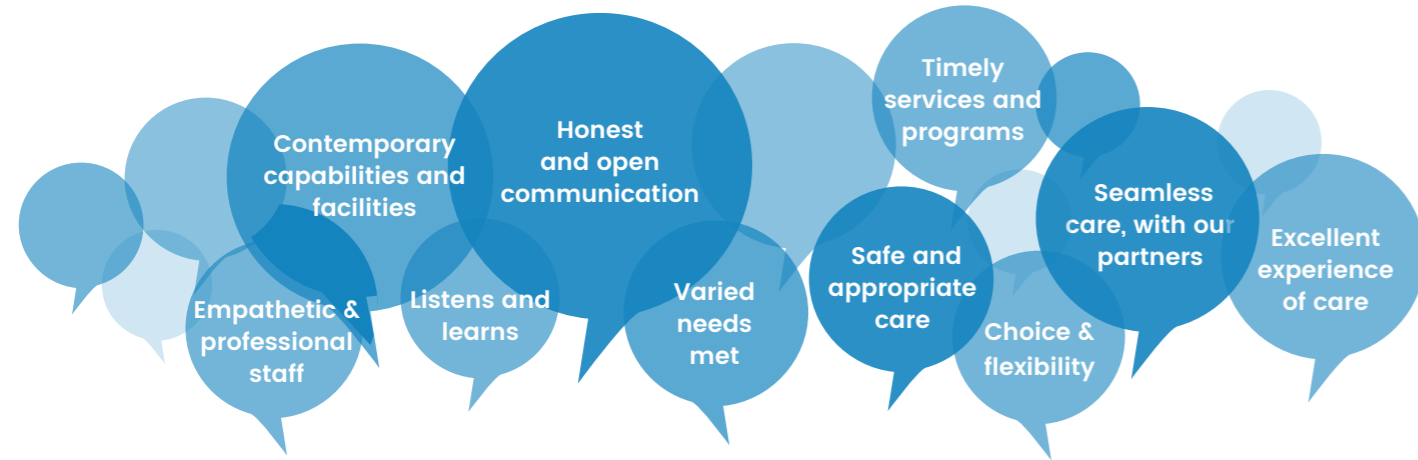 Contemporary
capabilities and
facilities
Honest
and open
communication
Timely
services and
programs
Seamless
care, with our
partners
Excellent
experience
of care
Empathetic &
professional
staff
Listens and
learns
Varied
needs
met
Safe and
appropriate
care
Choice &
flexibility